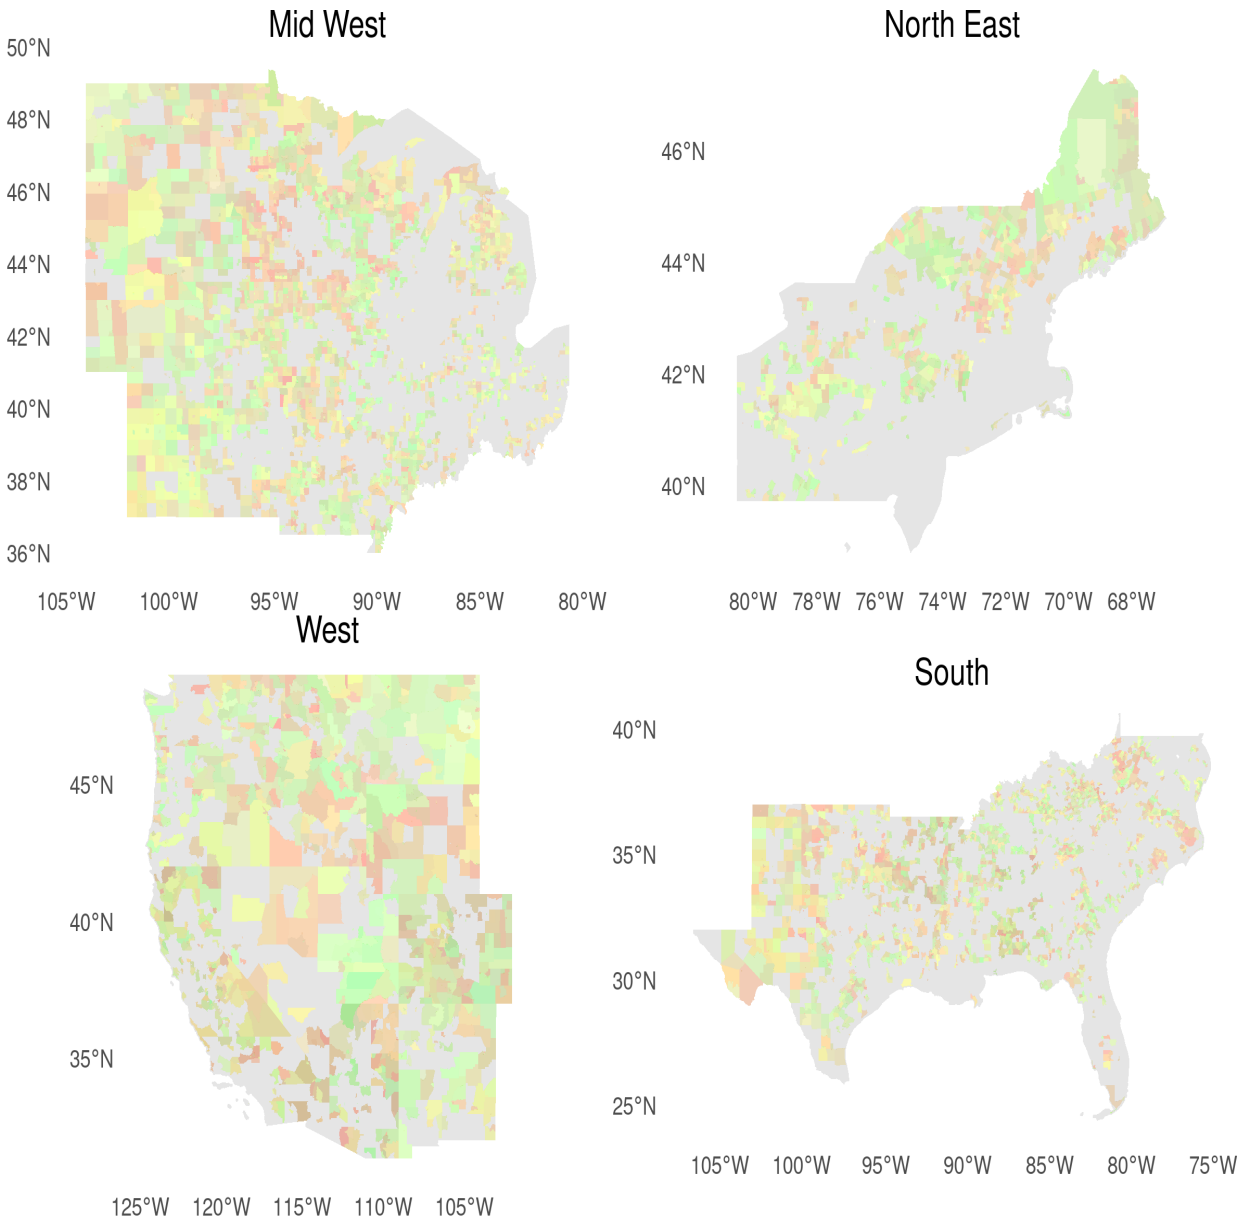 Mid West
50°N
48°N
46°N
44°N
42°N
40°N
38°N
36°N
105°W 100°W 95°W 90°W 85°W 80°W
North East
46°N
44°N
42°N
40°N
80°W 78°W 76°W 74°W 72°W 70°W 68°W
West
45°N
40°N
35°N
125°W 120°W 115°W 110°W 105°W
South
40°N
35°N
30°N
25°N
105°W 100°W 95°W 90°W 85°W 80°W 75°W